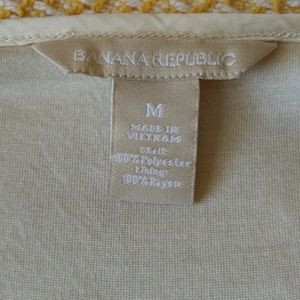 BANANA REPUBLIC
M
MADE IN
VIETNAM
Shell:
100% Polyester
Lining:
100% Rayon